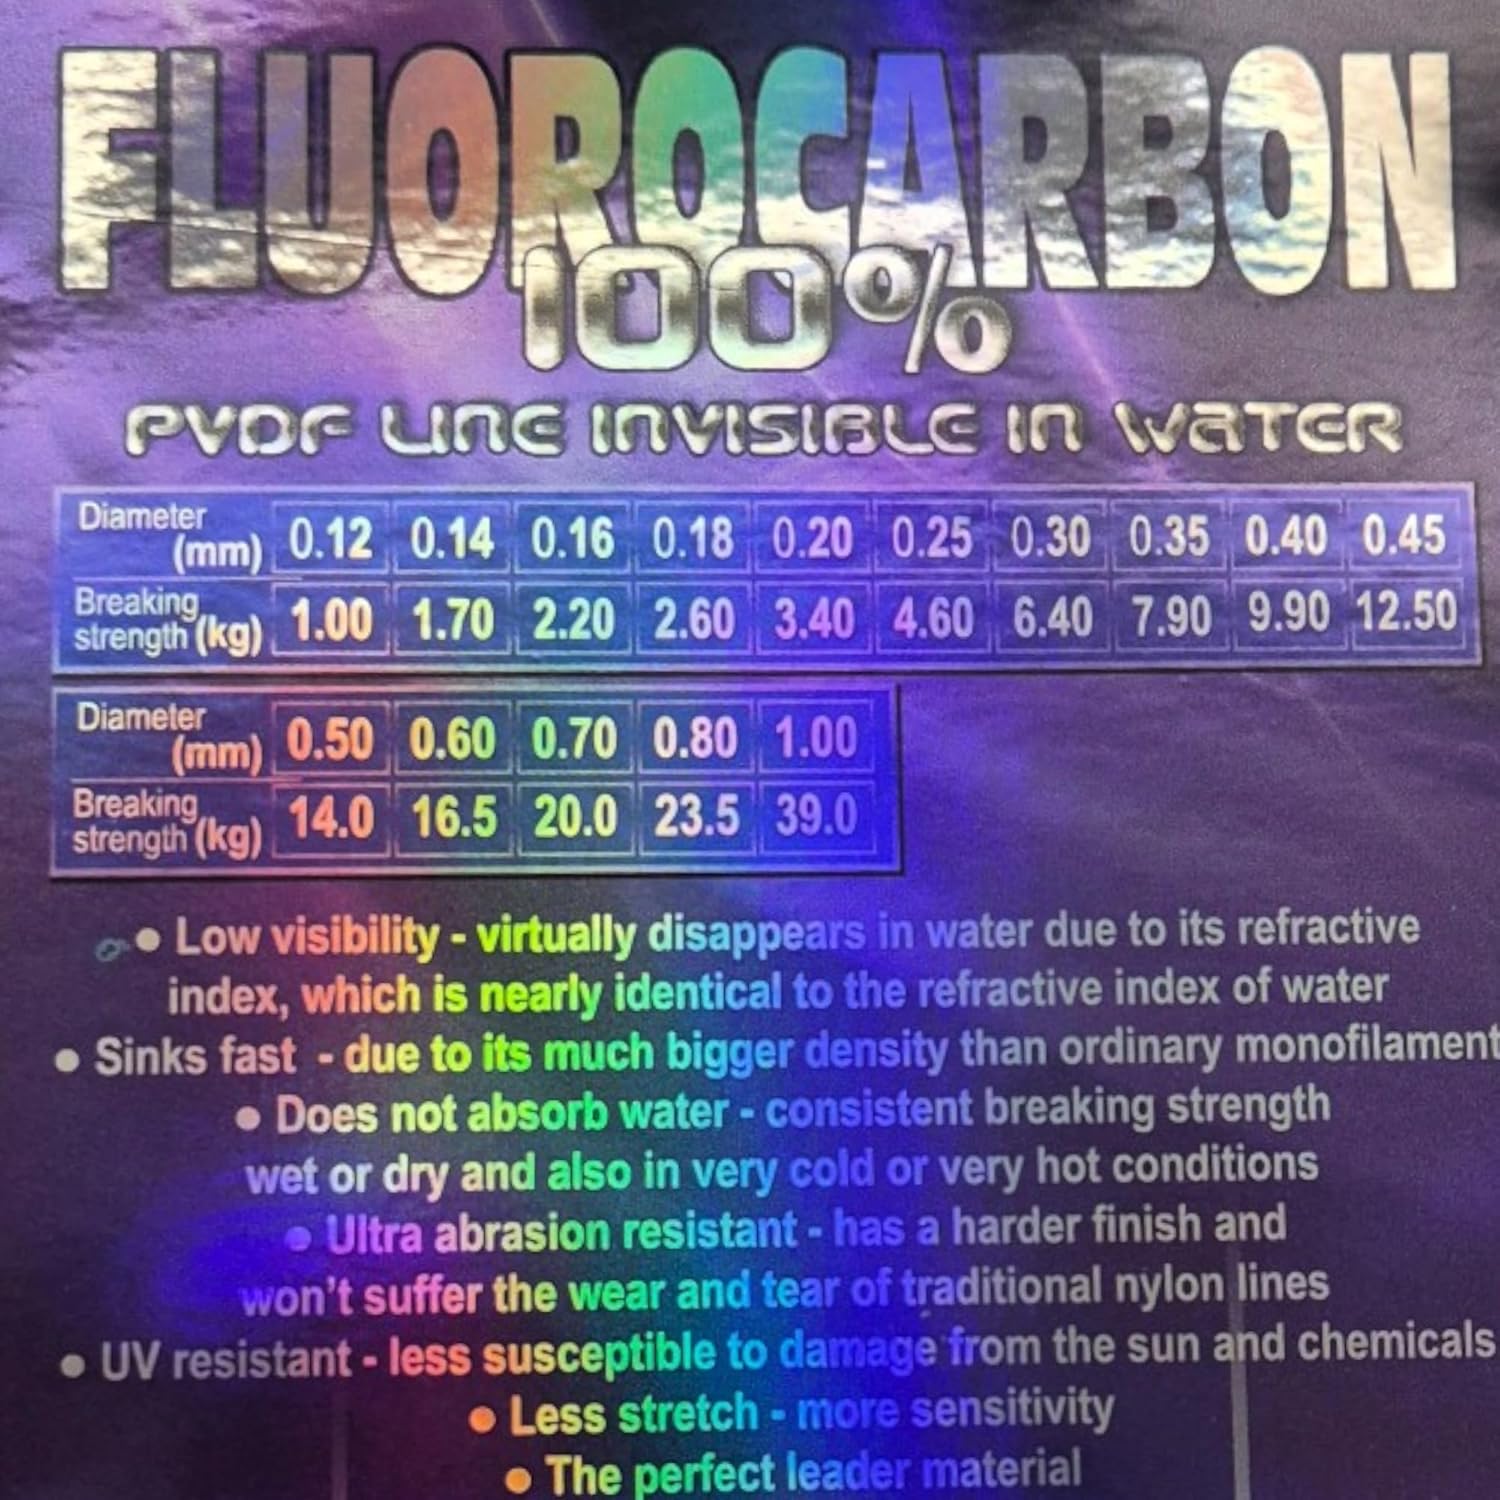 FLUOROCARBON
100%
PVDF LINE INVISIBLE IN WATER
Diameter (mm) 0.12 0.14 0.16 0.18 0.20 0.25 0.30 0.35 0.40 0.45
Breaking strength (kg) 1.00 1.70 2.20 2.60 3.40 4.60 6.40 7.90 9.90 12.50
Diameter (mm) 0.50 0.60 0.70 0.80 1.00
Breaking strength (kg) 14.0 16.5 20.0 23.5 39.0
• Low visibility - virtually disappears in water due to its refractive
index, which is nearly identical to the refractive index of water
• Sinks fast - due to its much bigger density than ordinary monofilament
• Does not absorb water - consistent breaking strength
wet or dry and also in very cold or very hot conditions
• Ultra abrasion resistant - has a harder finish and
won't suffer the wear and tear of traditional nylon lines
• UV resistant - less susceptible to damage from the sun and chemicals
• Less stretch - more sensitivity
• The perfect leader material